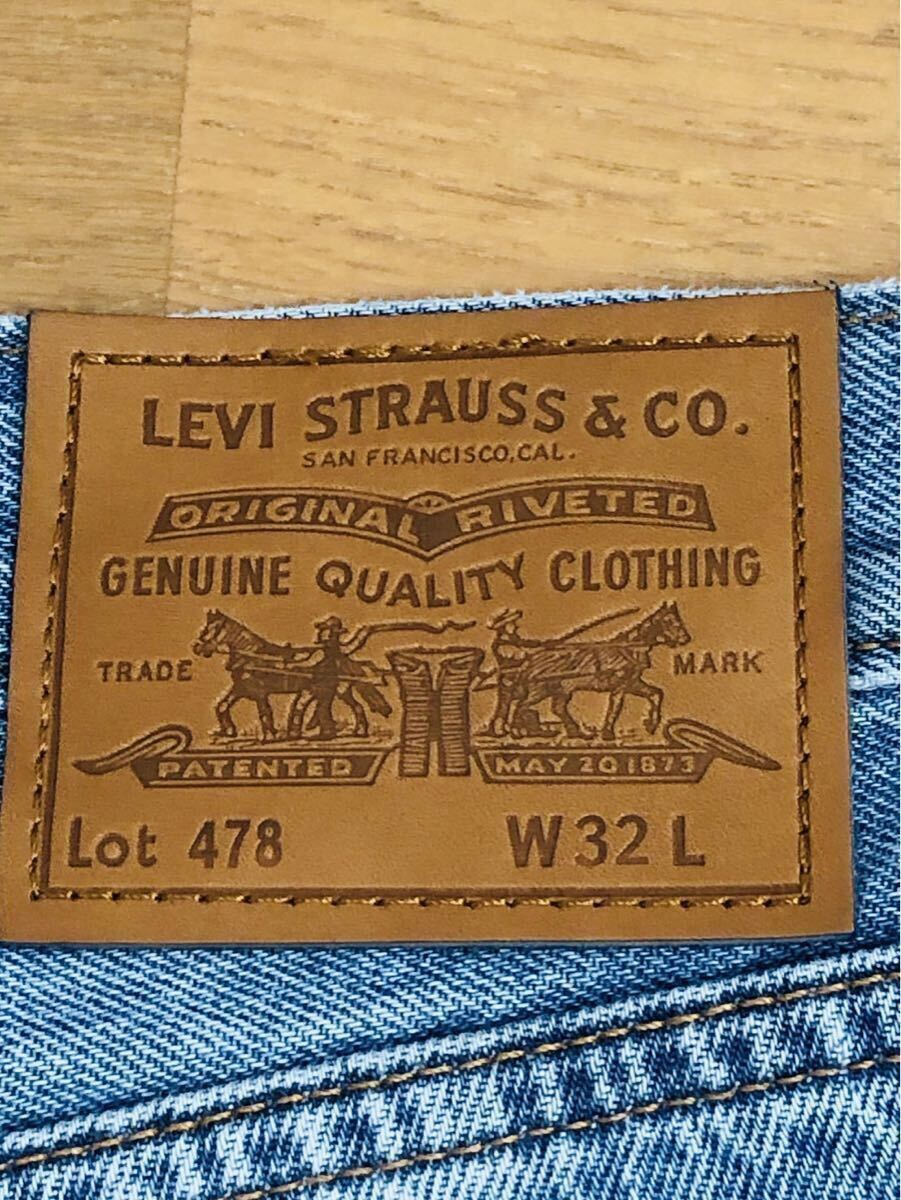 LEVI STRAUSS & CO.
SAN FRANCISCO, CAL.
ORIGINAL RIVETED
GENUINE QUALITY CLOTHING
TRADE MARK
PATENTED MAY 20 1873
Lot 478 W 32 L